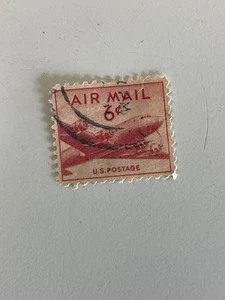 AIR MAIL
6¢
U.S. POSTAGE